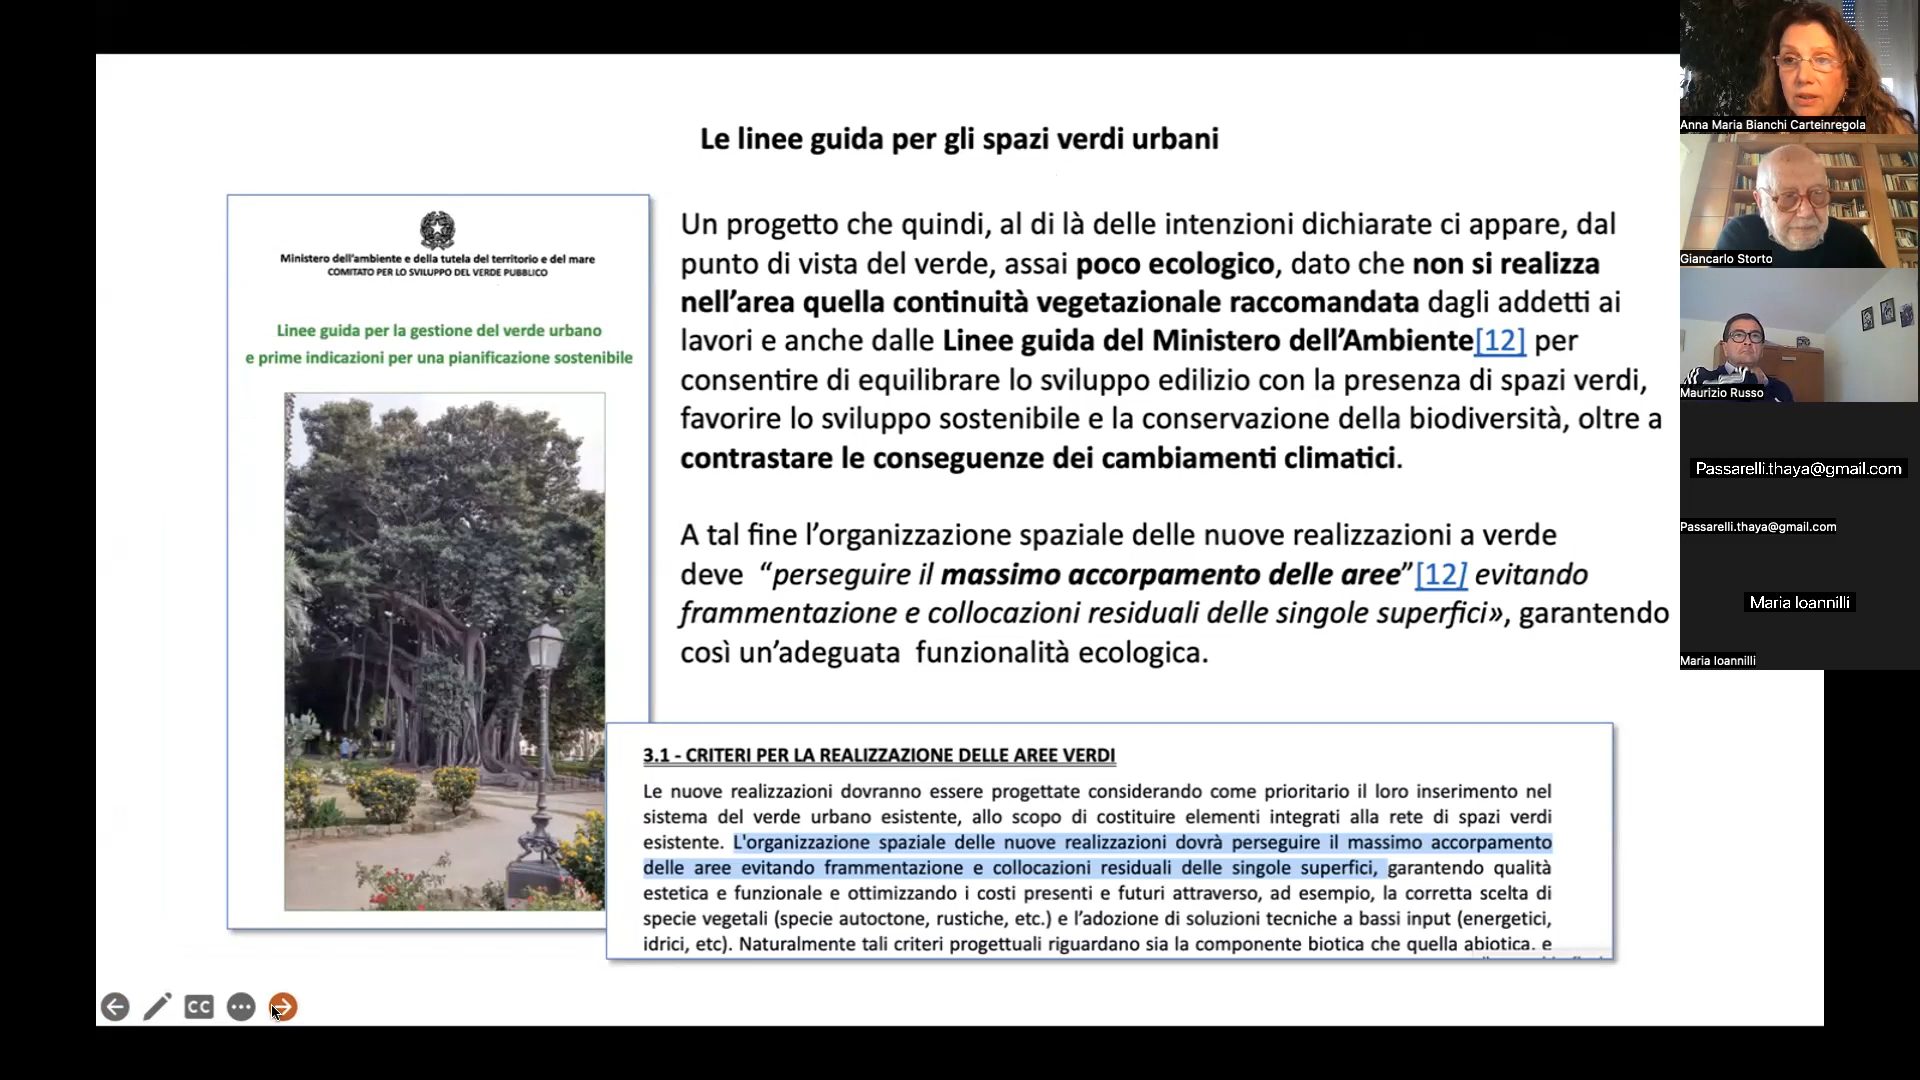 Le linee guida per gli spazi verdi urbani
Ministero dell'ambiente e della tutela del territorio e del mare
COMITATO PER LO SVILUPPO DEL VERDE PUBBLICO
Linee guida per la gestione del verde urbano
e prime indicazioni per una pianificazione sostenibile
Un progetto che quindi, al di là delle intenzioni dichiarate ci appare, dal
punto di vista del verde, assai poco ecologico, dato che non si realizza
nell'area quella continuità vegetazionale raccomandata dagli addetti ai
lavori e anche dalle Linee guida del Ministero dell'Ambiente[12] per
consentire di equilibrare lo sviluppo edilizio con la presenza di spazi verdi,
favorire lo sviluppo sostenibile e la conservazione della biodiversità, oltre a
contrastare le conseguenze dei cambiamenti climatici.
A tal fine l'organizzazione spaziale delle nuove realizzazioni a verde
deve “perseguire il massimo accorpamento delle aree”[12] evitando
frammentazione e collocazioni residuali delle singole superfici», garantendo
così un'adeguata funzionalità ecologica.
3.1 - CRITERI PER LA REALIZZAZIONE DELLE AREE VERDI
Le nuove realizzazioni dovranno essere progettate considerando come prioritario il loro inserimento nel
sistema del verde urbano esistente, allo scopo di costituire elementi integrati alla rete di spazi verdi
esistente. L'organizzazione spaziale delle nuove realizzazioni dovrà perseguire il massimo accorpamento
delle aree evitando frammentazione e collocazioni residuali delle singole superfici, garantendo qualità
estetica e funzionale e ottimizzando i costi presenti e futuri attraverso, ad esempio, la corretta scelta di
specie vegetali (specie autoctone, rustiche, etc.) e l'adozione di soluzioni tecniche a bassi input (energetici,
idrici, etc). Naturalmente tali criteri progettuali riguardano sia la componente biotica che quella abiotica, e
CC
Anna Maria Bianchi Carteinregola
Giancarlo Storto
Maurizio Russo
Passarelli.thaya@gmail.com
Passarelli.thaya@gmail.com
Maria Ioannilli
Maria Ioannilli